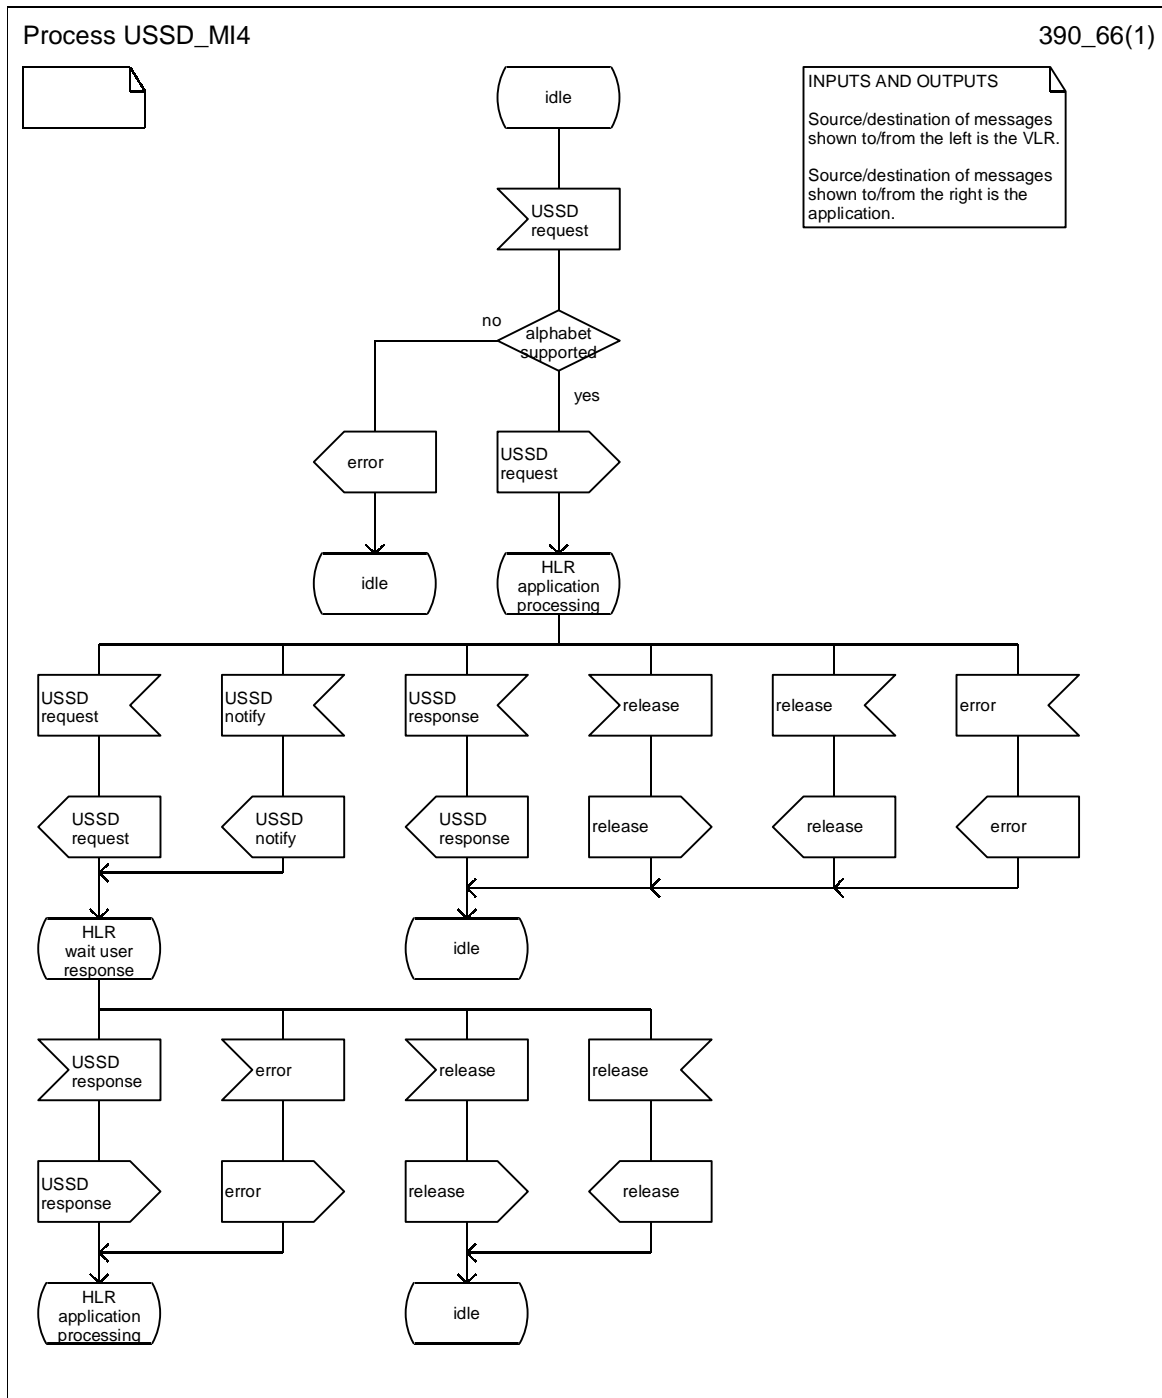 Process USSD_MI4
390_66(1)
idle
INPUTS AND OUTPUTS
Source/destination of messages
shown to/from the left is the VLR.
Source/destination of messages
shown to/from the right is the
application.
USSD
request
no
alphabet
supported
yes
error
USSD
request
idle
HLR
application
processing
USSD
request
USSD
notify
USSD
response
release
release
error
USSD
request
USSD
notify
USSD
response
release
release
error
HLR
wait user
response
idle
USSD
response
error
release
release
USSD
response
error
release
release
HLR
application
processing
idle